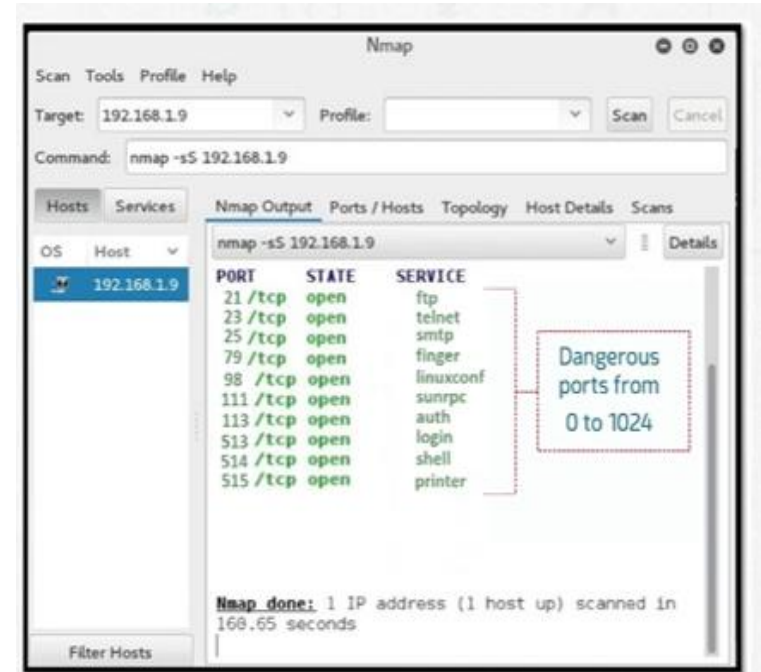 Nmap
Scan Tools Profile Help
Target: 192.168.1.9 Profile: Scan Cancel
Command: nmap -sS 192.168.1.9
Hosts Services
OS Host
192.168.1.9
Filter Hosts
Nmap Output Ports / Hosts Topology Host Details Scans
nmap -sS 192.168.1.9 Details
PORT STATE SERVICE
21 /tcp open ftp
23 /tcp open telnet
25 /tcp open smtp
79 /tcp open finger
98 /tcp open linuxconf
111 /tcp open sunrpc
113 /tcp open auth
513 /tcp open login
514 /tcp open shell
515 /tcp open printer
Dangerous
ports from
0 to 1024
Nmap done: 1 IP address (1 host up) scanned in
160.65 seconds